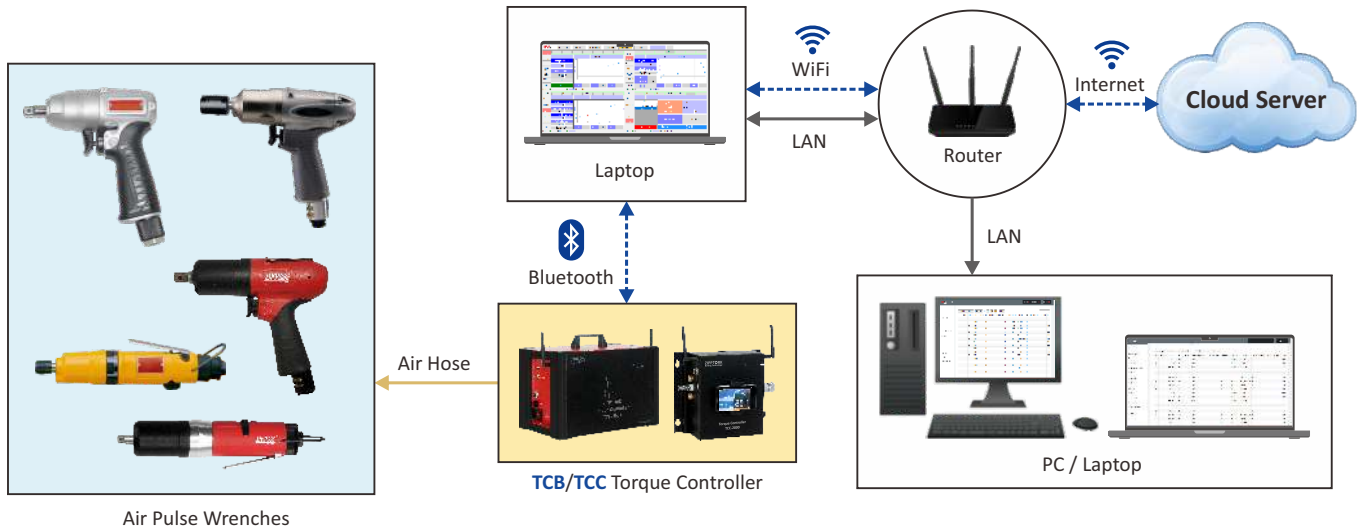 WiFi
LAN
Laptop
Router
Internet
Cloud Server
Bluetooth
LAN
Air Hose
TCB/TCC Torque Controller
PC / Laptop
Air Pulse Wrenches